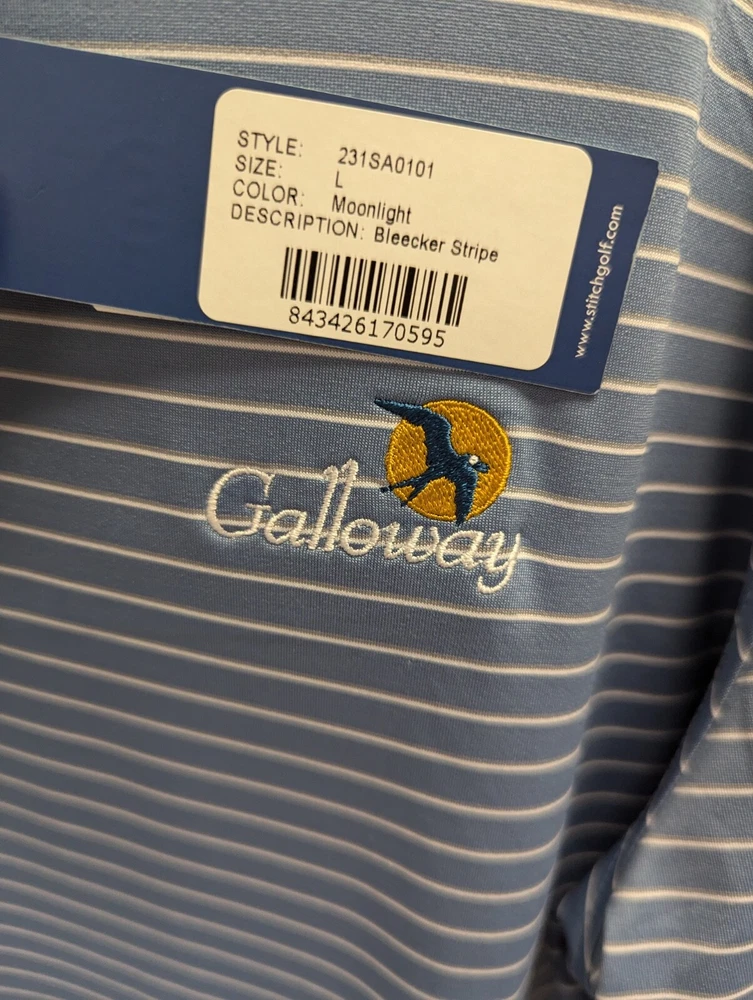 STYLE: 231SA0101
SIZE: L
COLOR: Moonlight
DESCRIPTION: Bleecker Stripe
843426170595
www.stitchgolf.com
Galloway